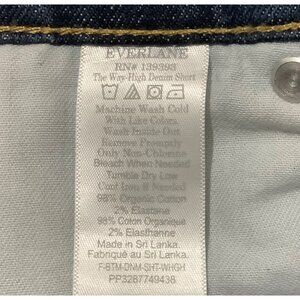 EVERLANE
RN# 139393
The Way-High Denim Short
Machine Wash Cold
With Like Colors
Wash Inside Out
Remove Promptly
Only Non-Chlorine
Bleach When Needed
Tumble Dry Low
Cool Iron If Needed
98% Organic Cotton
2% Elastane
98% Coton Organique
2% Elasthanne
Made in Sri Lanka.
Fabriqué au Sri Lanka.
F-BTM-DNM-SHT-WHGH
PP3287749436